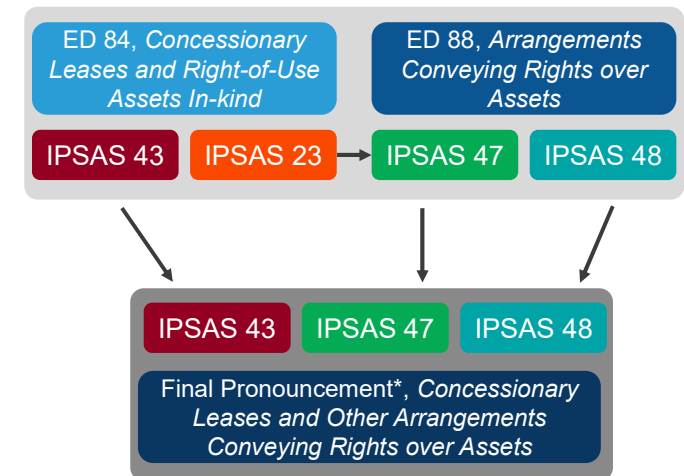 ED 84, Concessionary
Leases and Right-of-Use
Assets In-kind
ED 88, Arrangements
Conveying Rights over
Assets
IPSAS 43
IPSAS 23
IPSAS 47
IPSAS 48
IPSAS 43
IPSAS 47
IPSAS 48
Final Pronouncement*, Concessionary
Leases and Other Arrangements
Conveying Rights over Assets